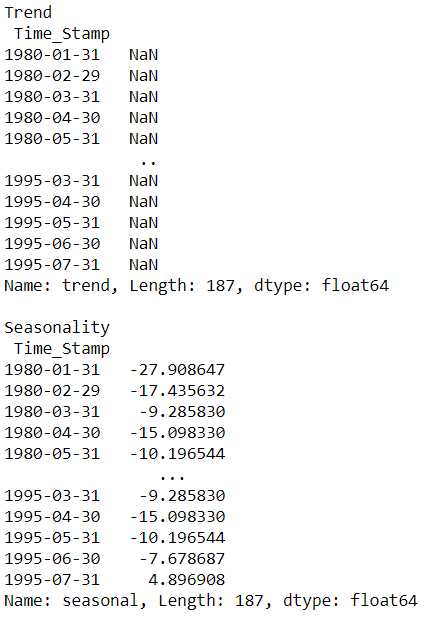 Trend
Time_Stamp
1980-01-31 NaN
1980-02-29 NaN
1980-03-31 NaN
1980-04-30 NaN
1980-05-31 NaN
..
1995-03-31 NaN
1995-04-30 NaN
1995-05-31 NaN
1995-06-30 NaN
1995-07-31 NaN
Name: trend, Length: 187, dtype: float64
Seasonality
Time_Stamp
1980-01-31 -27.908647
1980-02-29 -17.435632
1980-03-31 -9.285830
1980-04-30 -15.098330
1980-05-31 -10.196544
...
1995-03-31 -9.285830
1995-04-30 -15.098330
1995-05-31 -10.196544
1995-06-30 -7.678687
1995-07-31 4.896908
Name: seasonal, Length: 187, dtype: float64